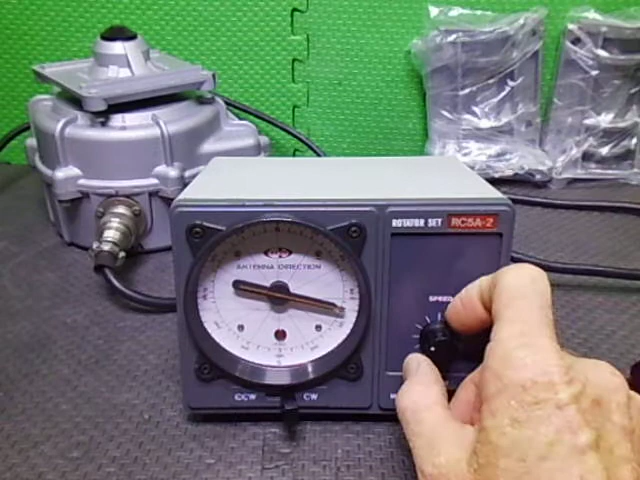 ROTATOR SET RC5A-2
ANTENNA DIRECTION
SPEED
CCW CW